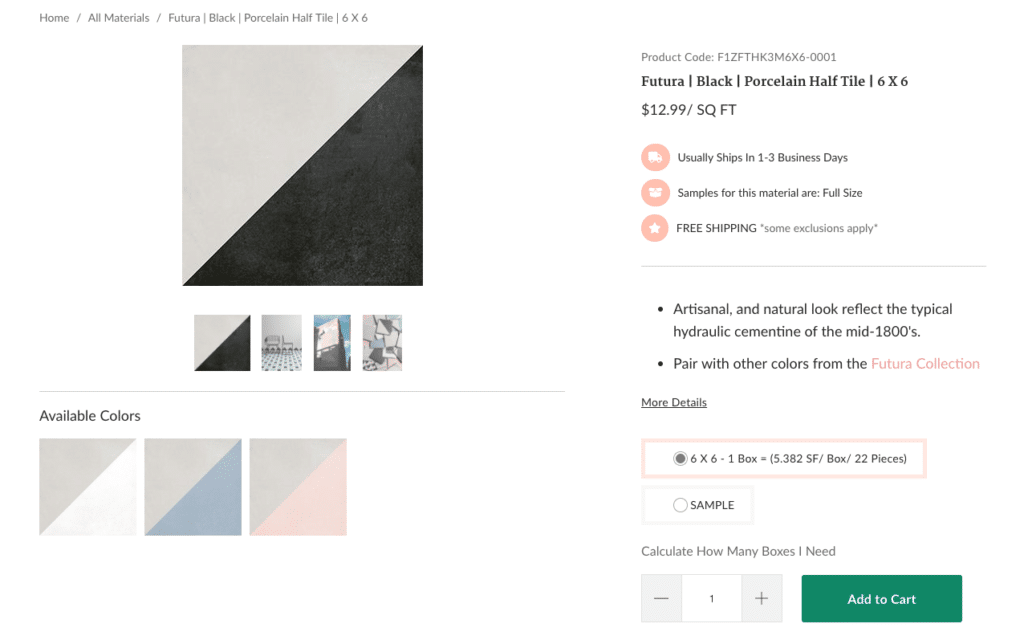 Home / All Materials / Futura | Black | Porcelain Half Tile | 6 X 6
Product Code: F1ZFTHK3M6X6-0001
Futura | Black | Porcelain Half Tile | 6 X 6
$12.99/ SQ FT
Usually Ships In 1-3 Business Days
Samples for this material are: Full Size
FREE SHIPPING *some exclusions apply*
• Artisanal, and natural look reflect the typical
hydraulic cementine of the mid-1800's.
• Pair with other colors from the Futura Collection
More Details
6 X 6 - 1 Box = (5.382 SF/ Box/ 22 Pieces)
SAMPLE
Calculate How Many Boxes I Need
— 1 +
Add to Cart
Available Colors